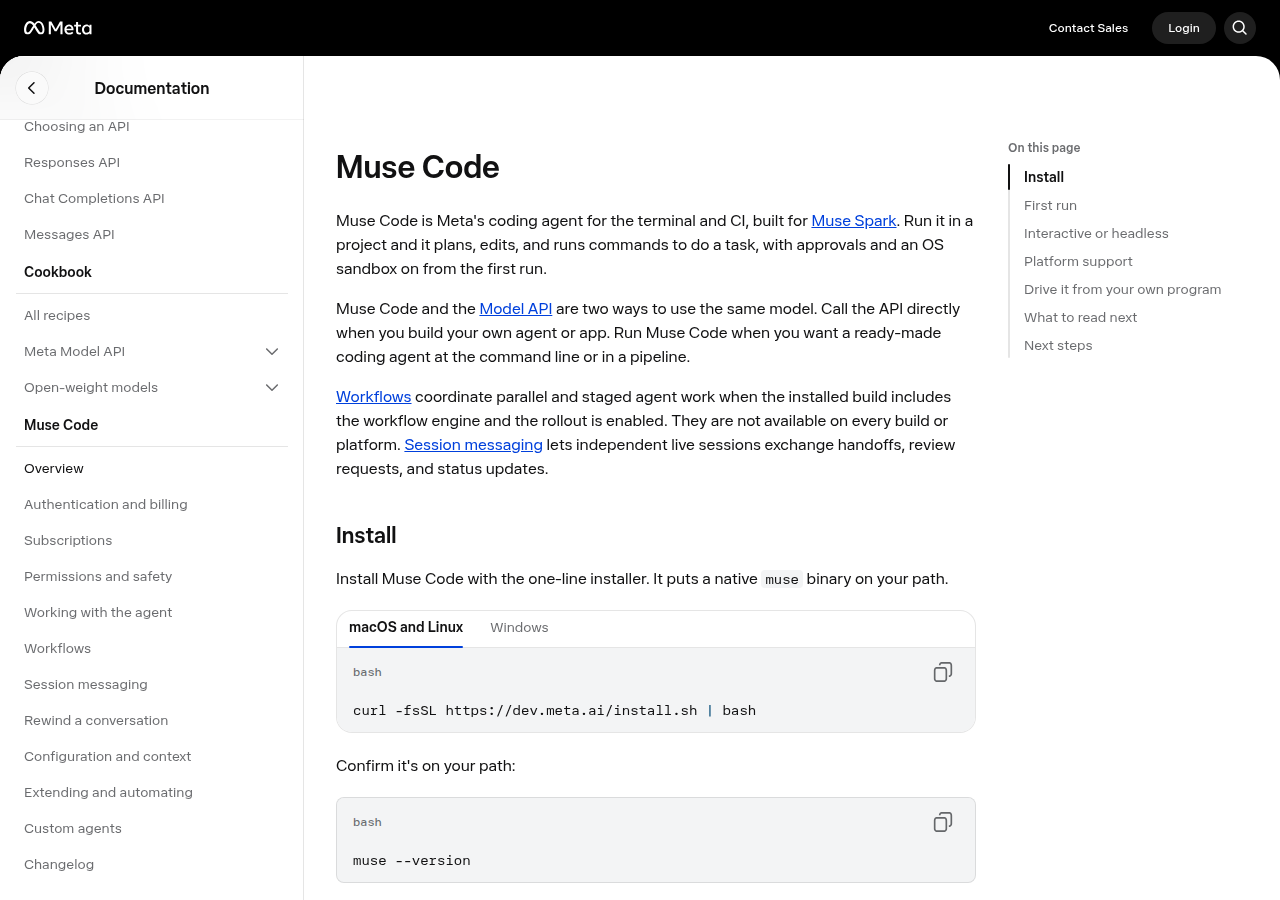 Meta
Contact Sales
Login
Documentation
Choosing an API
Responses API
Chat Completions API
Messages API
Cookbook
All recipes
Meta Model API
Open-weight models
Muse Code
Overview
Authentication and billing
Subscriptions
Permissions and safety
Working with the agent
Workflows
Session messaging
Rewind a conversation
Configuration and context
Extending and automating
Custom agents
Changelog
Muse Code
Muse Code is Meta's coding agent for the terminal and CI, built for Muse Spark. Run it in a
project and it plans, edits, and runs commands to do a task, with approvals and an OS
sandbox on from the first run.
Muse Code and the Model API are two ways to use the same model. Call the API directly
when you build your own agent or app. Run Muse Code when you want a ready-made
coding agent at the command line or in a pipeline.
Workflows coordinate parallel and staged agent work when the installed build includes
the workflow engine and the rollout is enabled. They are not available on every build or
platform. Session messaging lets independent live sessions exchange handoffs, review
requests, and status updates.
Install
Install Muse Code with the one-line installer. It puts a native muse binary on your path.
macOS and Linux
Windows
bash
curl -fsSL https://dev.meta.ai/install.sh | bash
Confirm it's on your path:
bash
muse --version
On this page
Install
First run
Interactive or headless
Platform support
Drive it from your own program
What to read next
Next steps